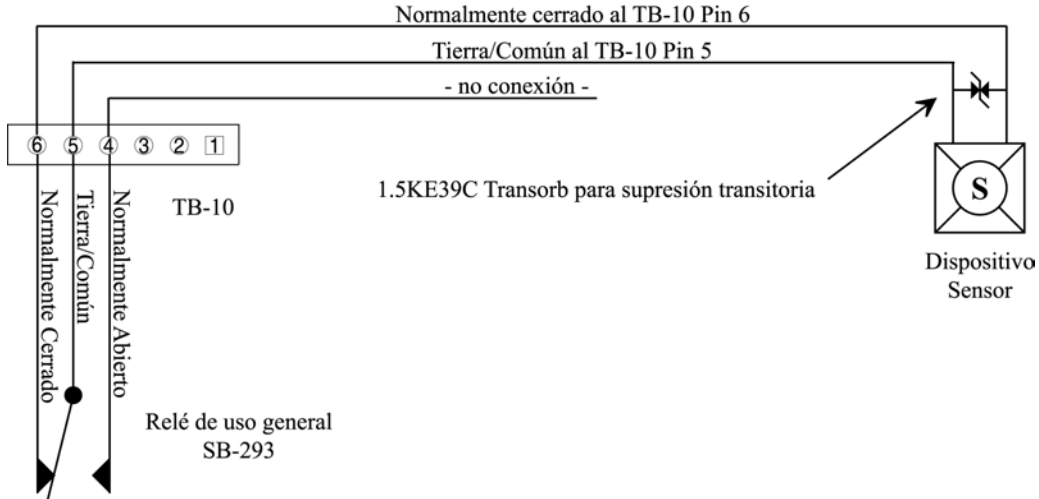 Normalmente cerrado al TB-10 Pin 6
Tierra/Común al TB-10 Pin 5
- no conexión -
6 5 4 3 2 1
TB-10
1.5KE39C Transorb para supresión transitoria
S
Dispositivo
Sensor
Normalmente Cerrado
Tierra/Común
Normalmente Abierto
Relé de uso general
SB-293